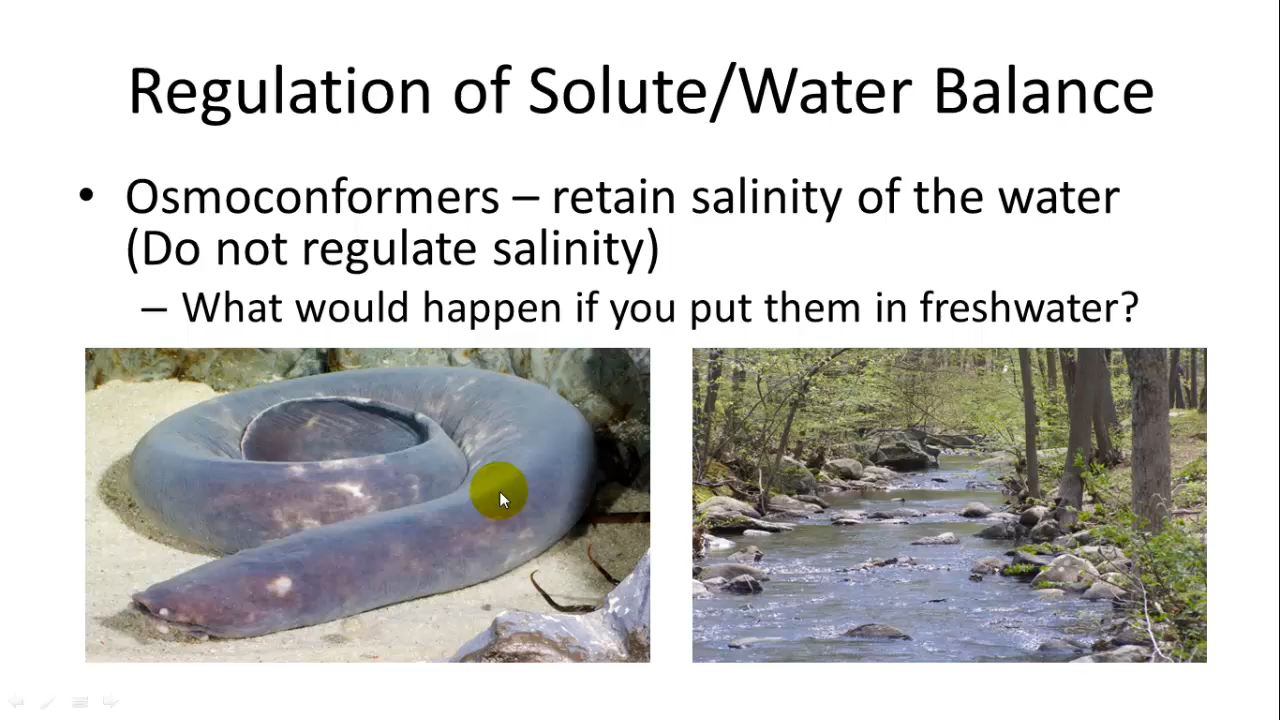 Regulation of Solute/Water Balance
• Osmoconformers – retain salinity of the water
(Do not regulate salinity)
– What would happen if you put them in freshwater?